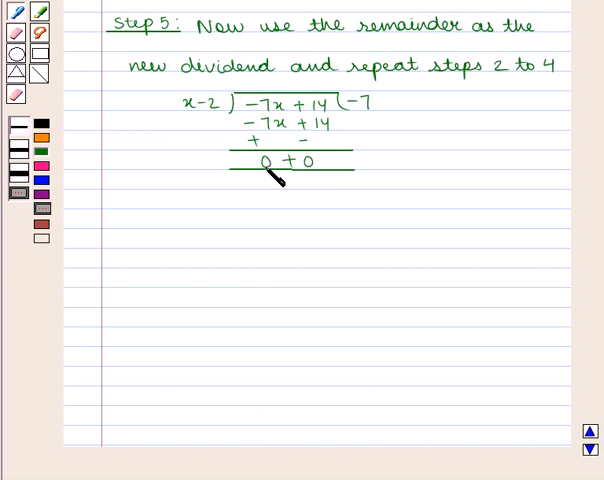 Step 5: Now use the remainder as the
new dividend and repeat steps 2 to 4
x-2 ) -7x + 14 ( -7
-7x + 14
+ -
0 + 0